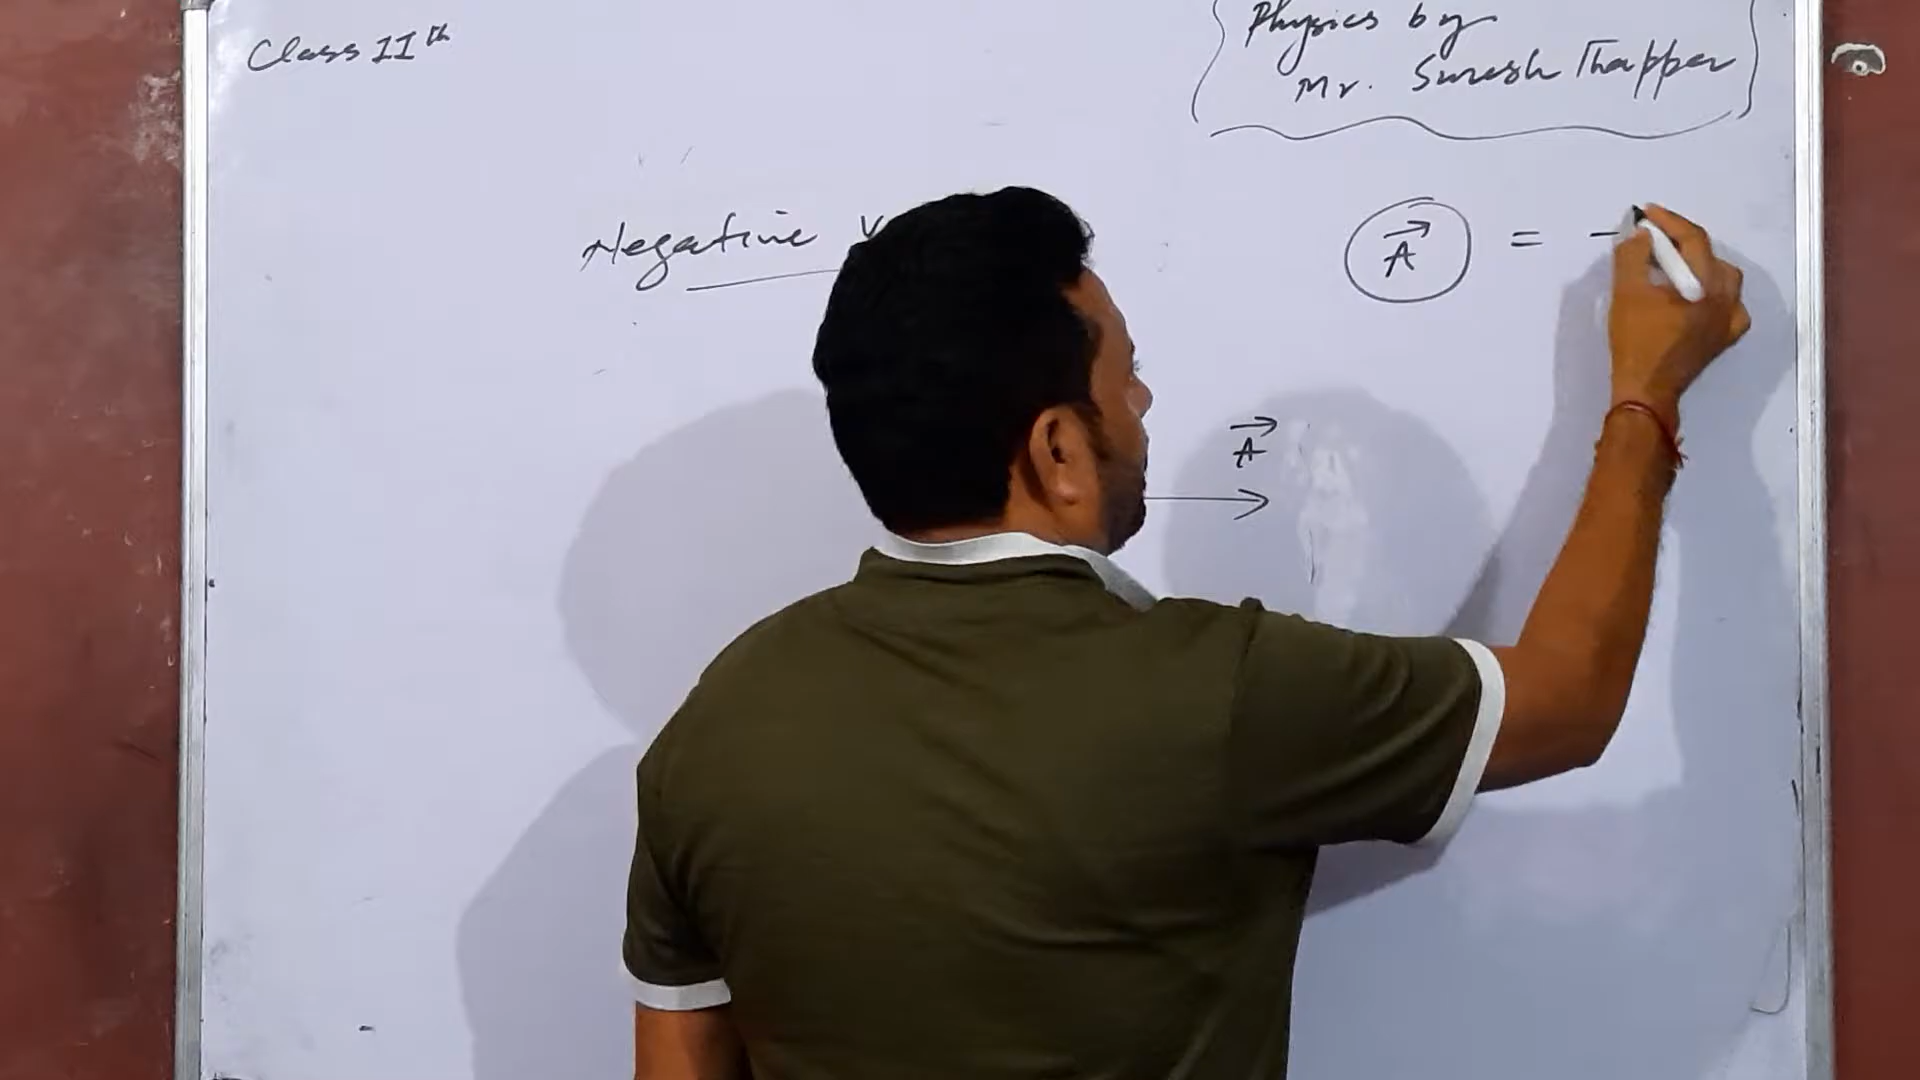 Class 11th
Physics by
Mr. Suresh Thapper
Negative
A⃗ = -
A⃗